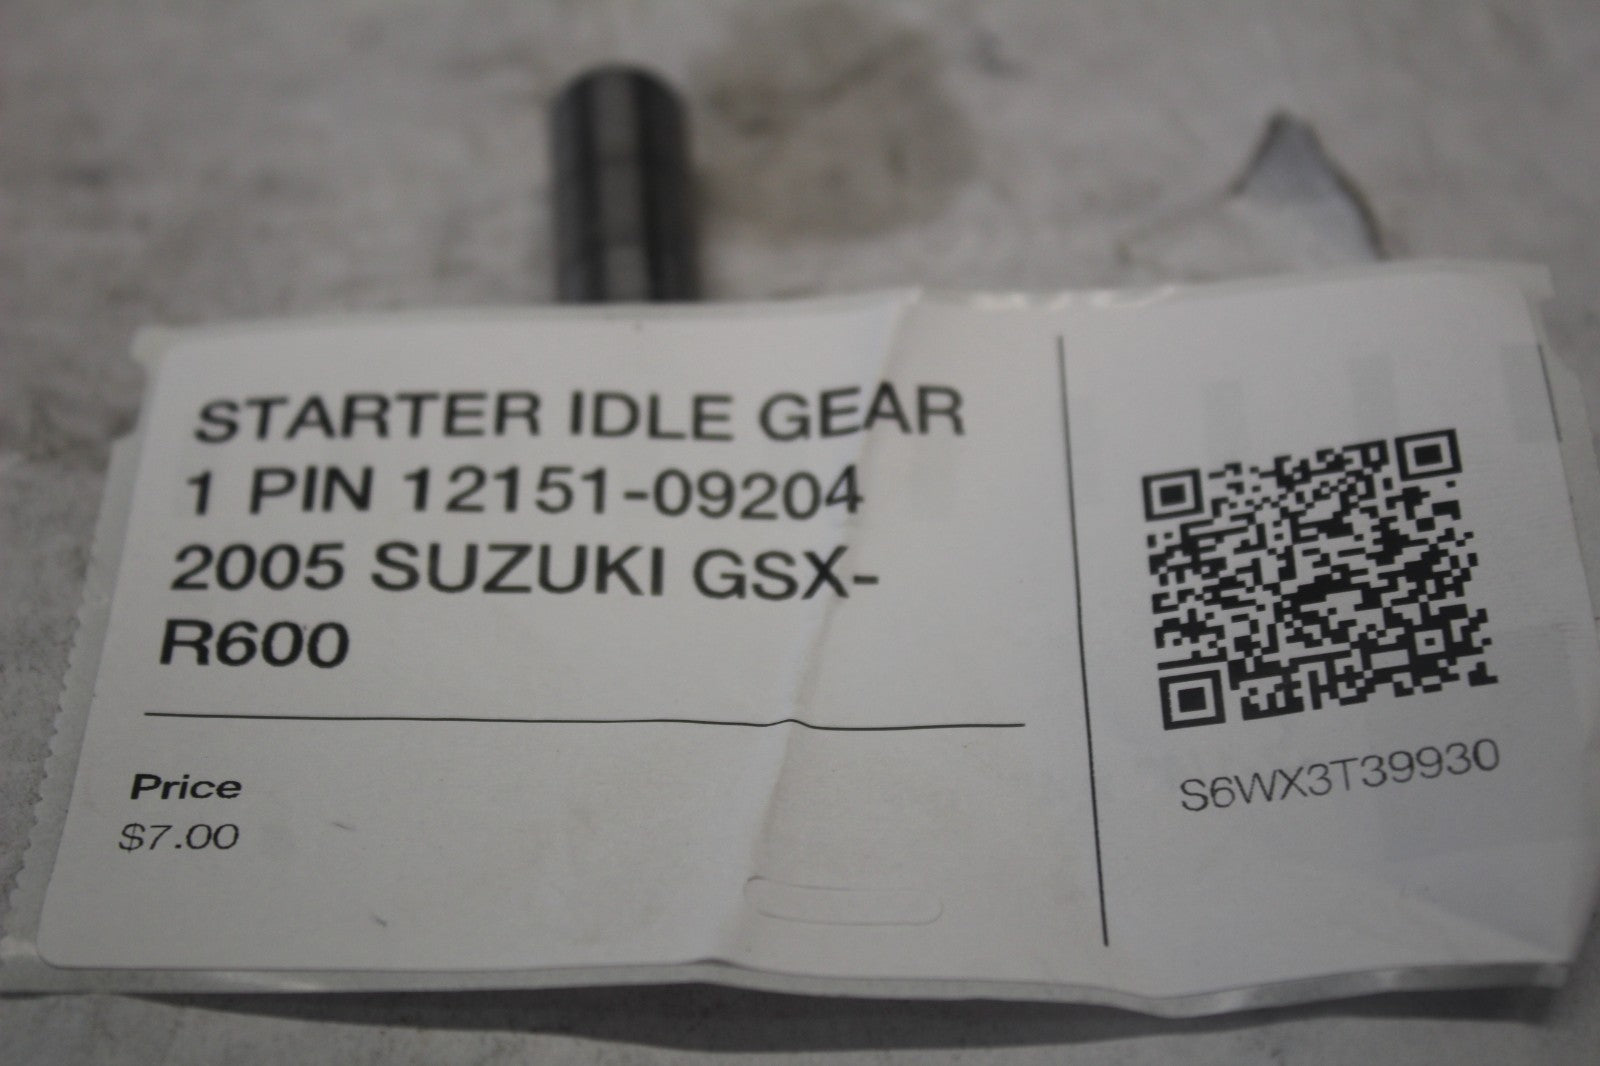 STARTER IDLE GEAR
1 PIN 12151-09204
2005 SUZUKI GSX-
R600
Price
$7.00
S6WX3T39930